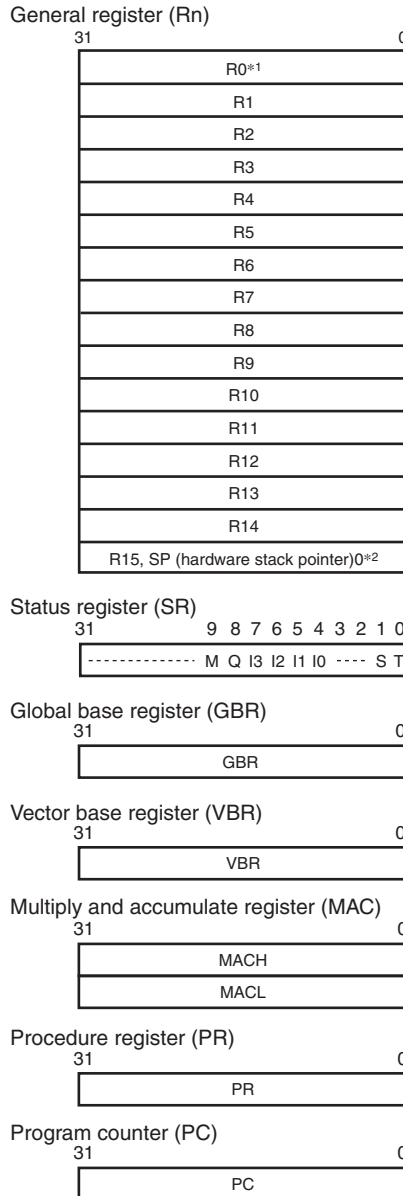 General register (Rn)
31 0
R0*1
R1
R2
R3
R4
R5
R6
R7
R8
R9
R10
R11
R12
R13
R14
R15, SP (hardware stack pointer)0*2
Status register (SR)
31 9 8 7 6 5 4 3 2 1 0
-------------- M Q I3 I2 I1 I0 ---- S T
Global base register (GBR)
31 0
GBR
Vector base register (VBR)
31 0
VBR
Multiply and accumulate register (MAC)
31 0
MACH
MACL
Procedure register (PR)
31 0
PR
Program counter (PC)
31 0
PC